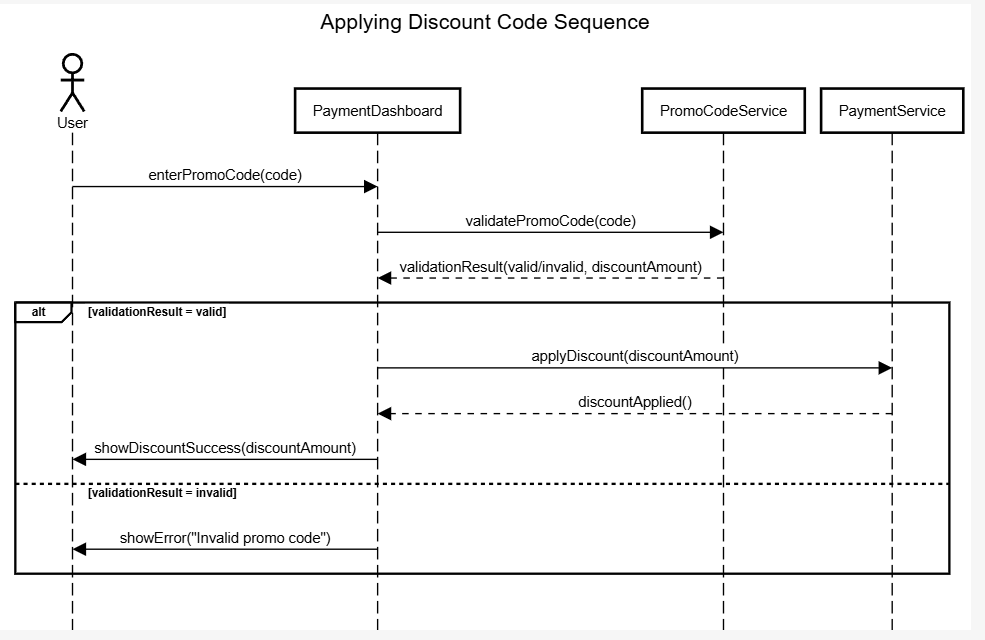 Applying Discount Code Sequence
User
PaymentDashboard
PromoCodeService
PaymentService
enterPromoCode(code)
validatePromoCode(code)
validationResult(valid/invalid, discountAmount)
alt
[validationResult = valid]
applyDiscount(discountAmount)
discountApplied()
showDiscountSuccess(discountAmount)
[validationResult = invalid]
showError("Invalid promo code")